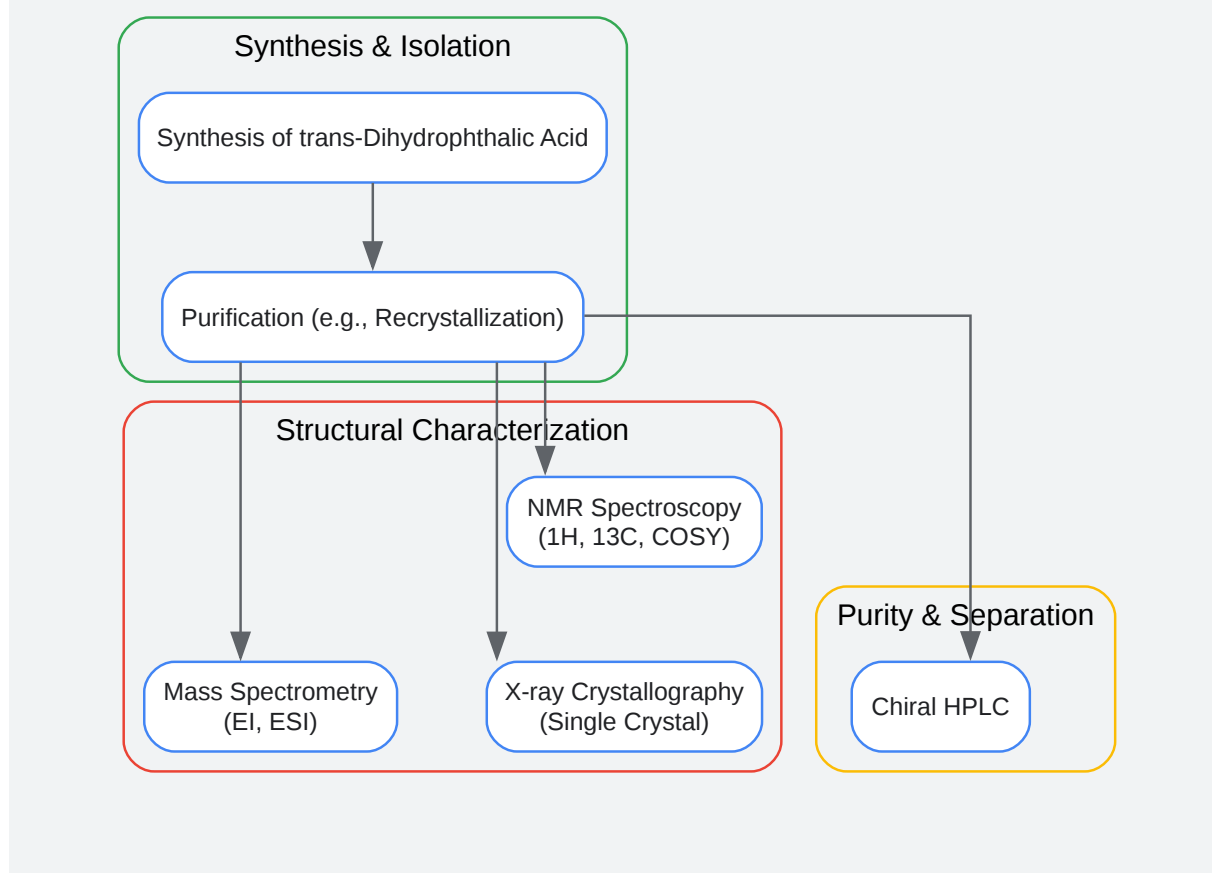 Synthesis & Isolation
Synthesis of trans-Dihydrophthalic Acid
Purification (e.g., Recrystallization)
Structural Characterization
NMR Spectroscopy
(1H, 13C, COSY)
Mass Spectrometry
(EI, ESI)
X-ray Crystallography
(Single Crystal)
Purity & Separation
Chiral HPLC